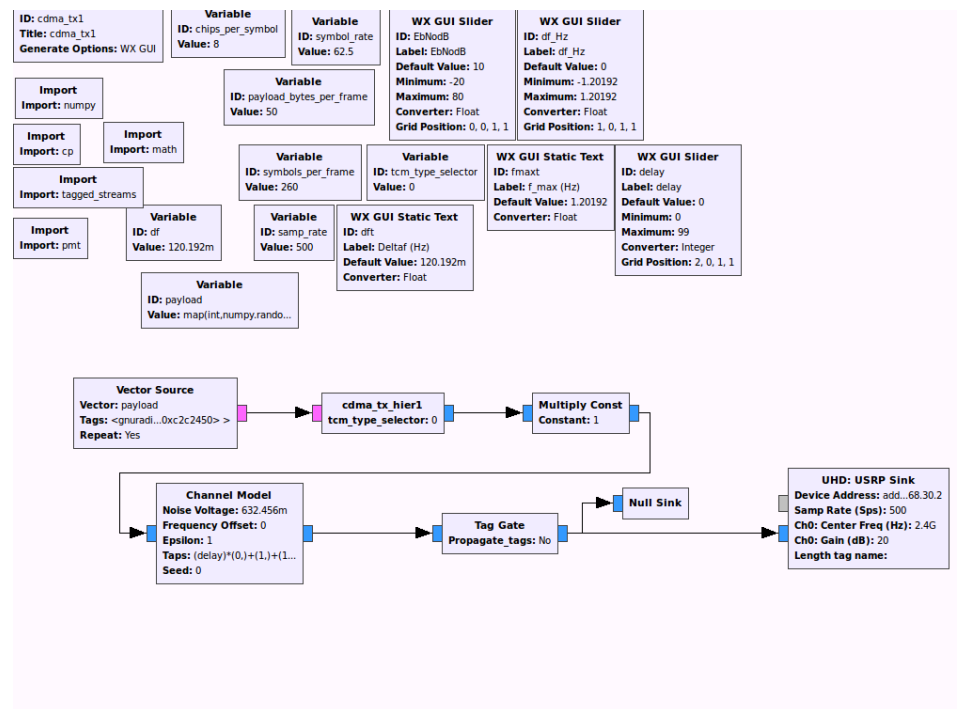 ID: cdma_tx1
Title: cdma_tx1
Generate Options: WX GUI
Variable
ID: chips_per_symbol
Value: 8
Variable
ID: symbol_rate
Value: 62.5
WX GUI Slider
ID: EbNodB
Label: EbNodB
Default Value: 10
Minimum: -20
Maximum: 80
Converter: Float
Grid Position: 0, 0, 1, 1
WX GUI Slider
ID: df_Hz
Label: df_Hz
Default Value: 0
Minimum: -1.20192
Maximum: 1.20192
Converter: Float
Grid Position: 1, 0, 1, 1
Import
Import: numpy
Variable
ID: payload_bytes_per_frame
Value: 50
Import
Import: cp
Import
Import: math
Variable
ID: symbols_per_frame
Value: 260
Variable
ID: tcm_type_selector
Value: 0
WX GUI Static Text
ID: fmaxt
Label: f_max (Hz)
Default Value: 1.20192
Converter: Float
WX GUI Slider
ID: delay
Label: delay
Default Value: 0
Minimum: 0
Maximum: 99
Converter: Integer
Grid Position: 2, 0, 1, 1
Import
Import: tagged_streams
Import
Import: pmt
Variable
ID: df
Value: 120.192m
Variable
ID: samp_rate
Value: 500
WX GUI Static Text
ID: dft
Label: Deltaf (Hz)
Default Value: 120.192m
Converter: Float
Variable
ID: payload
Value: map(int,numpy.rando...
Vector Source
Vector: payload
Tags: <gnuradi...0xc2c2450> >
Repeat: Yes
cdma_tx_hier1
tcm_type_selector: 0
Multiply Const
Constant: 1
Channel Model
Noise Voltage: 632.456m
Frequency Offset: 0
Epsilon: 1
Taps: (delay)*(0,)+(1,)+(1...
Seed: 0
Tag Gate
Propagate_tags: No
Null Sink
UHD: USRP Sink
Device Address: add...68.30.2
Samp Rate (Sps): 500
Ch0: Center Freq (Hz): 2.4G
Ch0: Gain (dB): 20
Length tag name: